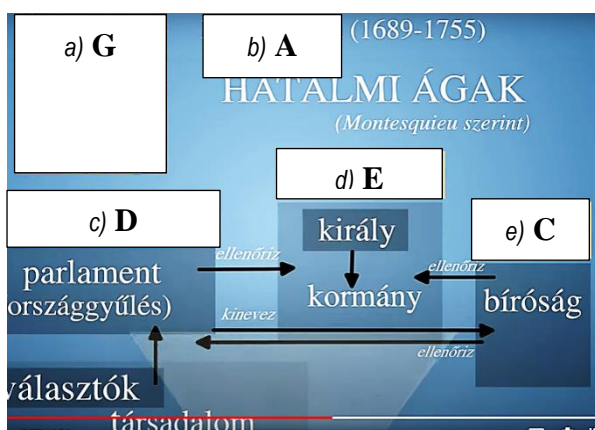 a) G
b) A
(1689-1755)
HATALMI ÁGAK
(Montesquieu szerint)
d) E
c) D
király
e) C
ellenőriz
ellenőriz
parlament
országgyűlés)
kormány
bíróság
kinevez
ellenőriz
választók
társadalom